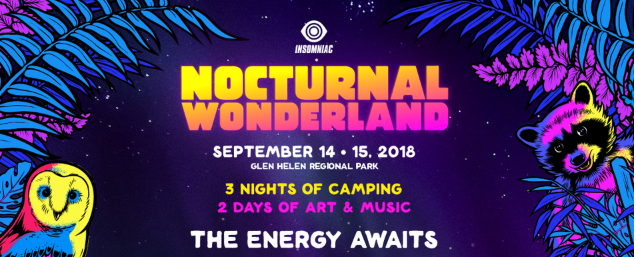 INSOMNIAC
NOCTURNAL
WONDERLAND
SEPTEMBER 14 • 15, 2018
GLEN HELEN REGIONAL PARK
3 NIGHTS OF CAMPING
2 DAYS OF ART & MUSIC
THE ENERGY AWAITS